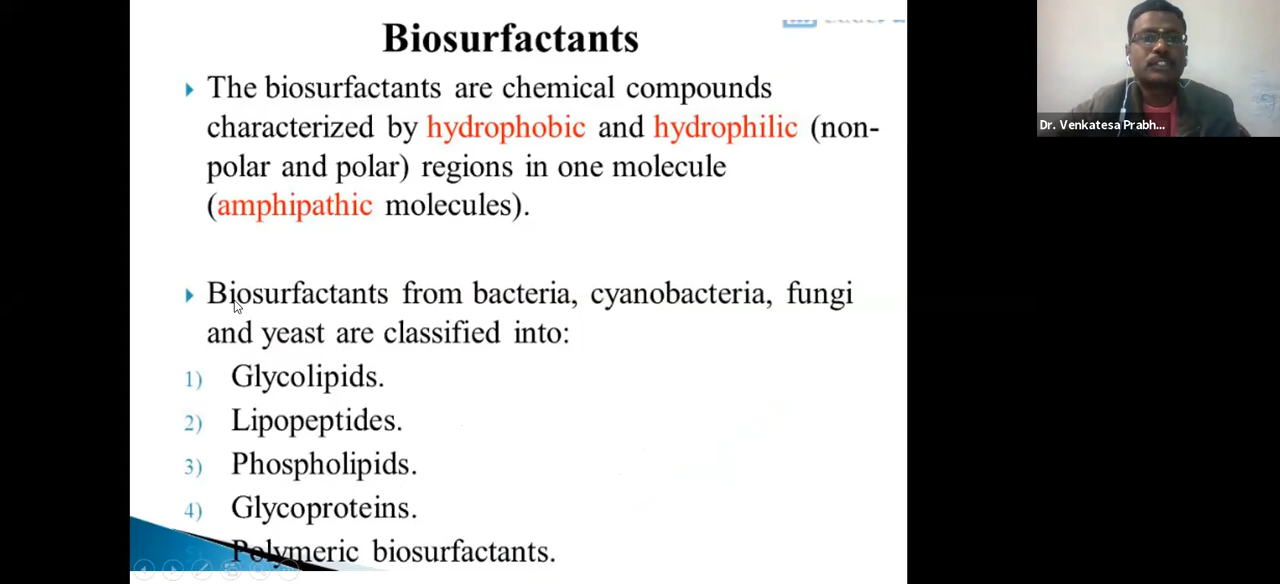 Biosurfactants
The biosurfactants are chemical compounds
characterized by hydrophobic and hydrophilic (non-
polar and polar) regions in one molecule
(amphipathic molecules).
Biosurfactants from bacteria, cyanobacteria, fungi
and yeast are classified into:
1) Glycolipids.
2) Lipopeptides.
3) Phospholipids.
4) Glycoproteins.
Polymeric biosurfactants.
Dr. Venkatesa Prabh...